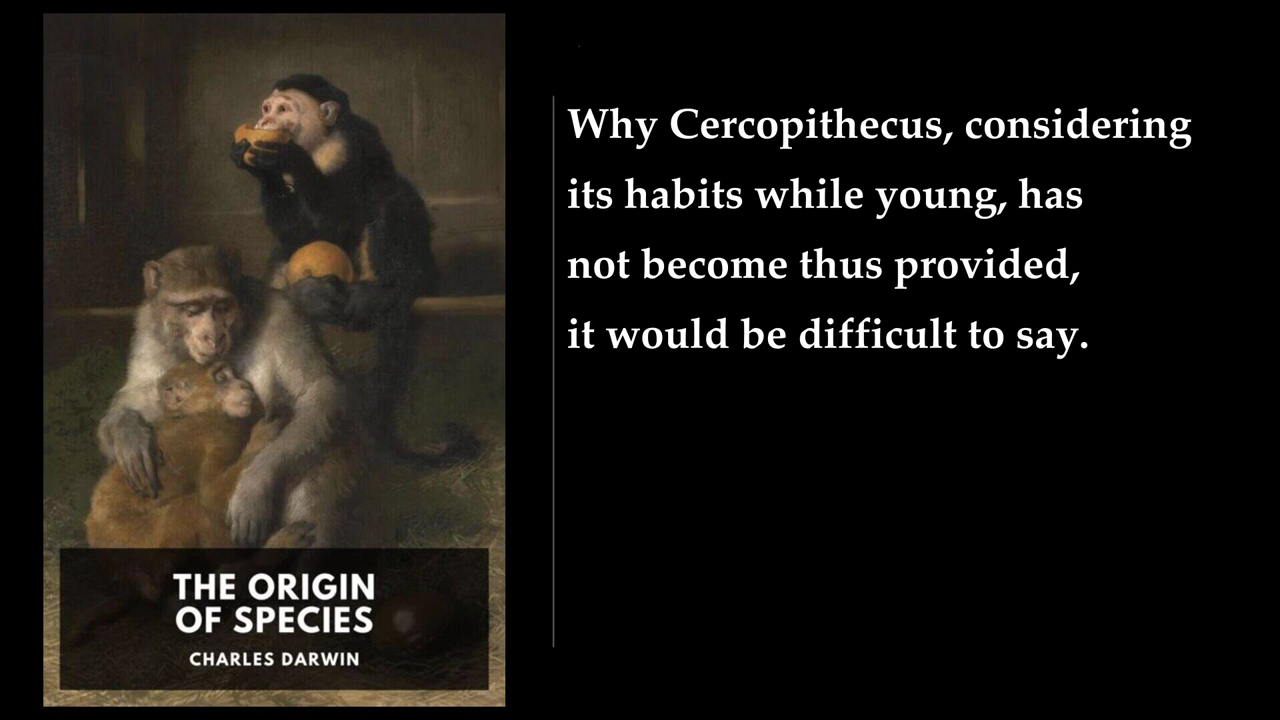 THE ORIGIN
OF SPECIES
CHARLES DARWIN
Why Cercopithecus, considering
its habits while young, has
not become thus provided,
it would be difficult to say.